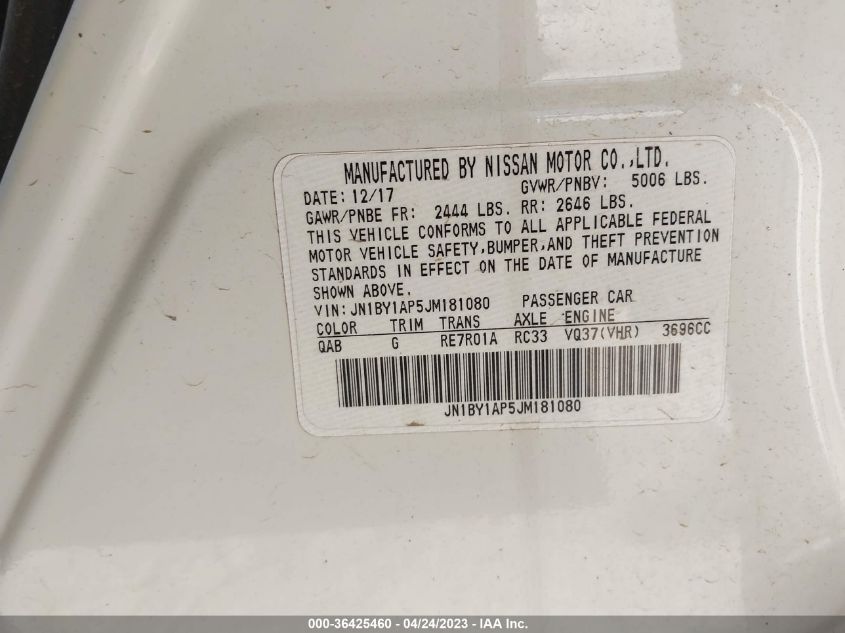 MANUFACTURED BY NISSAN MOTOR CO.,LTD.
DATE: 12/17 GVWR/PNBV: 5006 LBS.
GAWR/PNBE FR: 2444 LBS. RR: 2646 LBS.
THIS VEHICLE CONFORMS TO ALL APPLICABLE FEDERAL
MOTOR VEHICLE SAFETY,BUMPER,AND THEFT PREVENTION
STANDARDS IN EFFECT ON THE DATE OF MANUFACTURE
SHOWN ABOVE.
VIN: JN1BY1AP5JM181080 PASSENGER CAR
COLOR TRIM TRANS AXLE ENGINE
QAB G RE7R01A RC33 VQ37(VHR) 3696CC
JN1BY1AP5JM181080
000-36425460 - 04/24/2023 - IAA Inc.